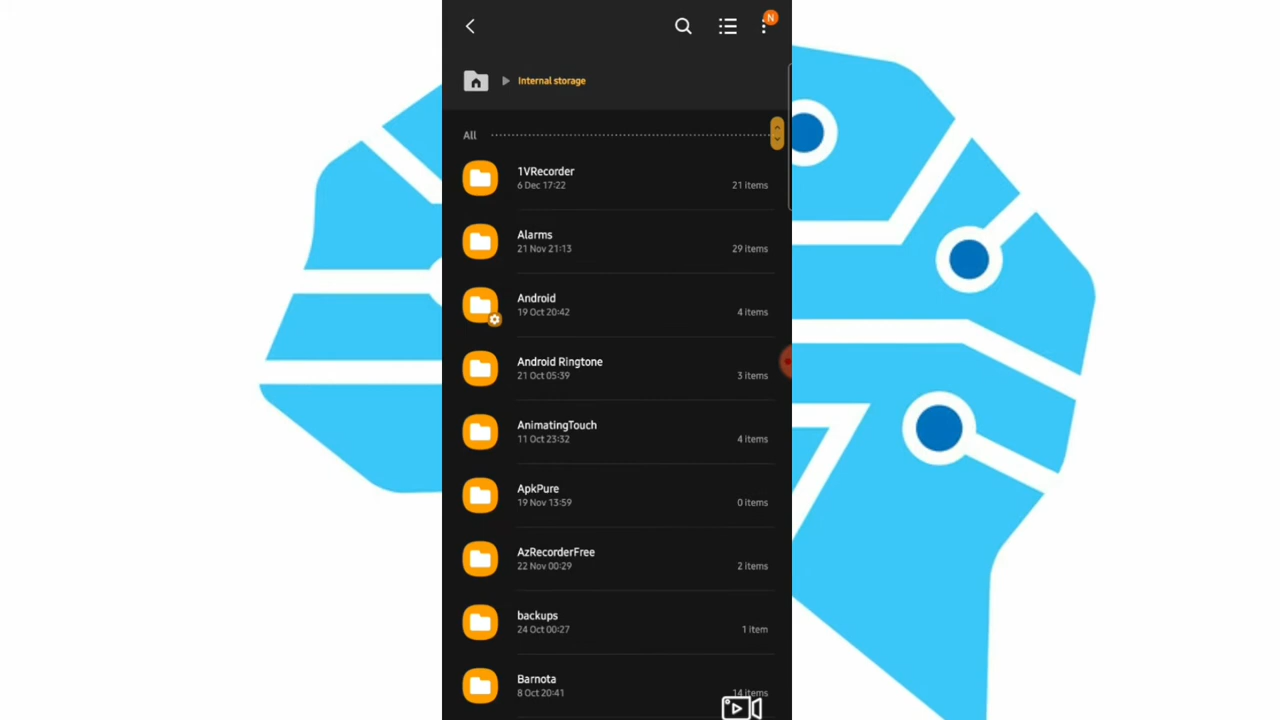 N
Internal storage
All
1VRecorder
6 Dec 17:22
21 items
Alarms
21 Nov 21:13
29 items
Android
19 Oct 20:42
4 items
Android Ringtone
21 Oct 05:39
3 items
AnimatingTouch
11 Oct 23:32
4 items
ApkPure
19 Nov 13:59
0 items
AzRecorderFree
22 Nov 00:29
2 items
backups
24 Oct 00:27
1 item
Barnota
8 Oct 20:41
14 items